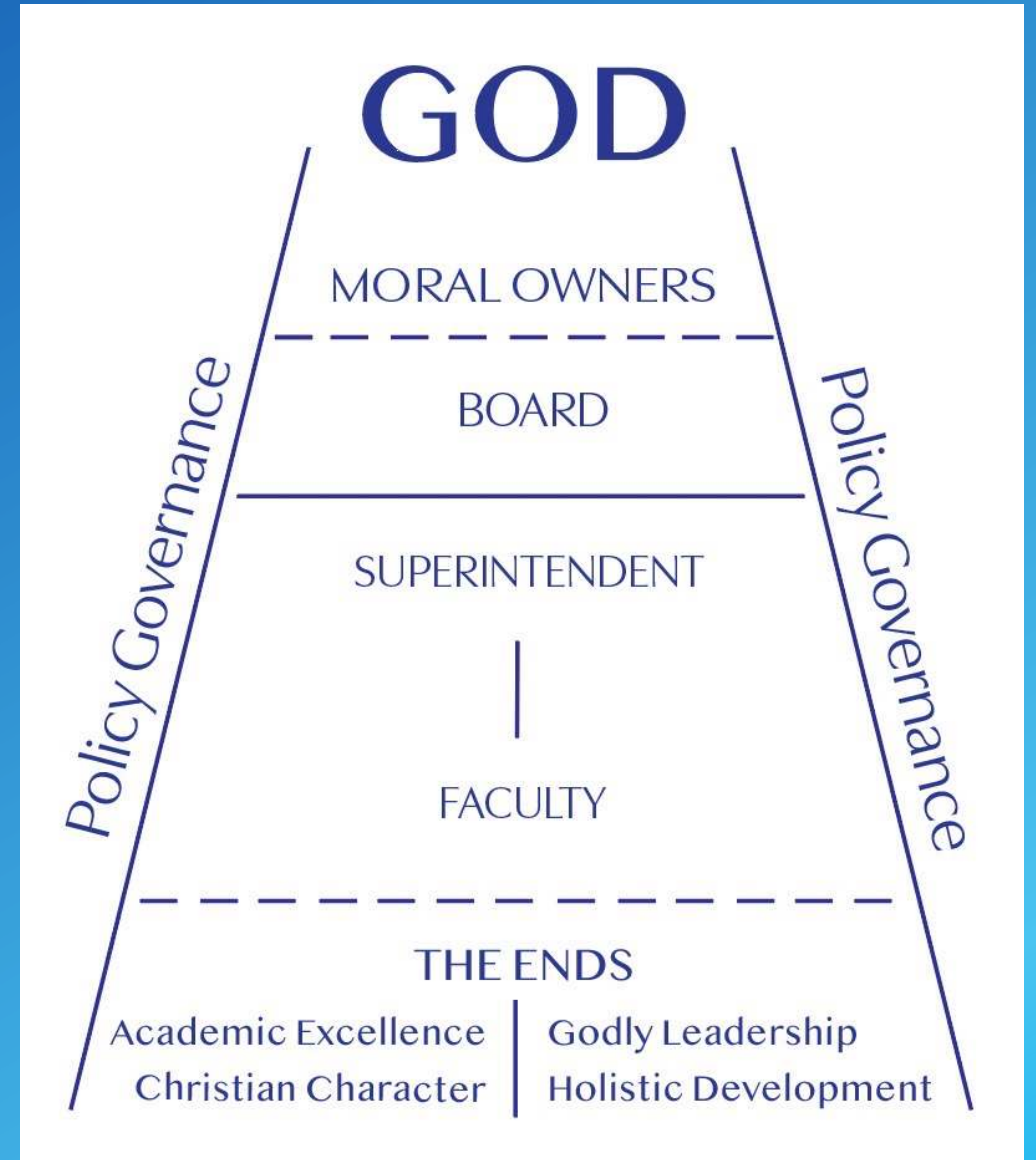 GOD
MORAL OWNERS
BOARD
Policy Governance
Policy Governance
SUPERINTENDENT
FACULTY
THE ENDS
Academic Excellence
Christian Character
Godly Leadership
Holistic Development